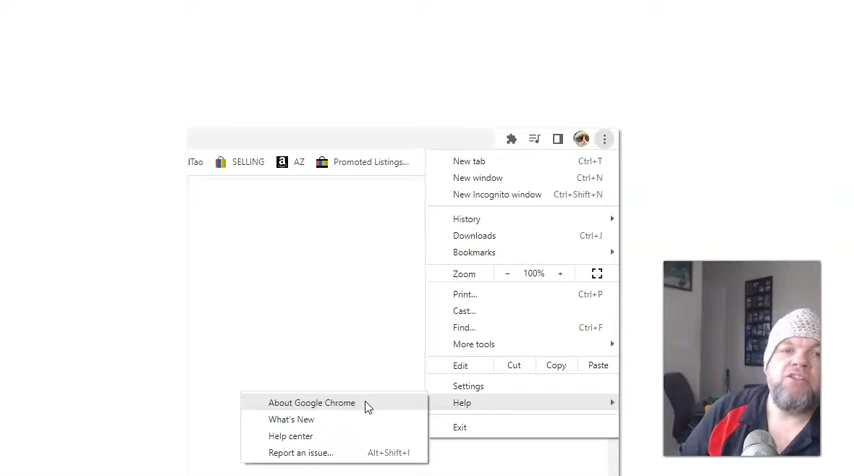 dTao SELLING AZ Promoted Listings...
New tab Ctrl+T
New window Ctrl+N
New Incognito window Ctrl+Shift+N
History
Downloads Ctrl+J
Bookmarks
Zoom − 100% +
Print... Ctrl+P
Cast...
Find... Ctrl+F
More tools
Edit Cut Copy Paste
Settings
Help
Exit
About Google Chrome
What's New
Help center
Report an issue... Alt+Shift+I